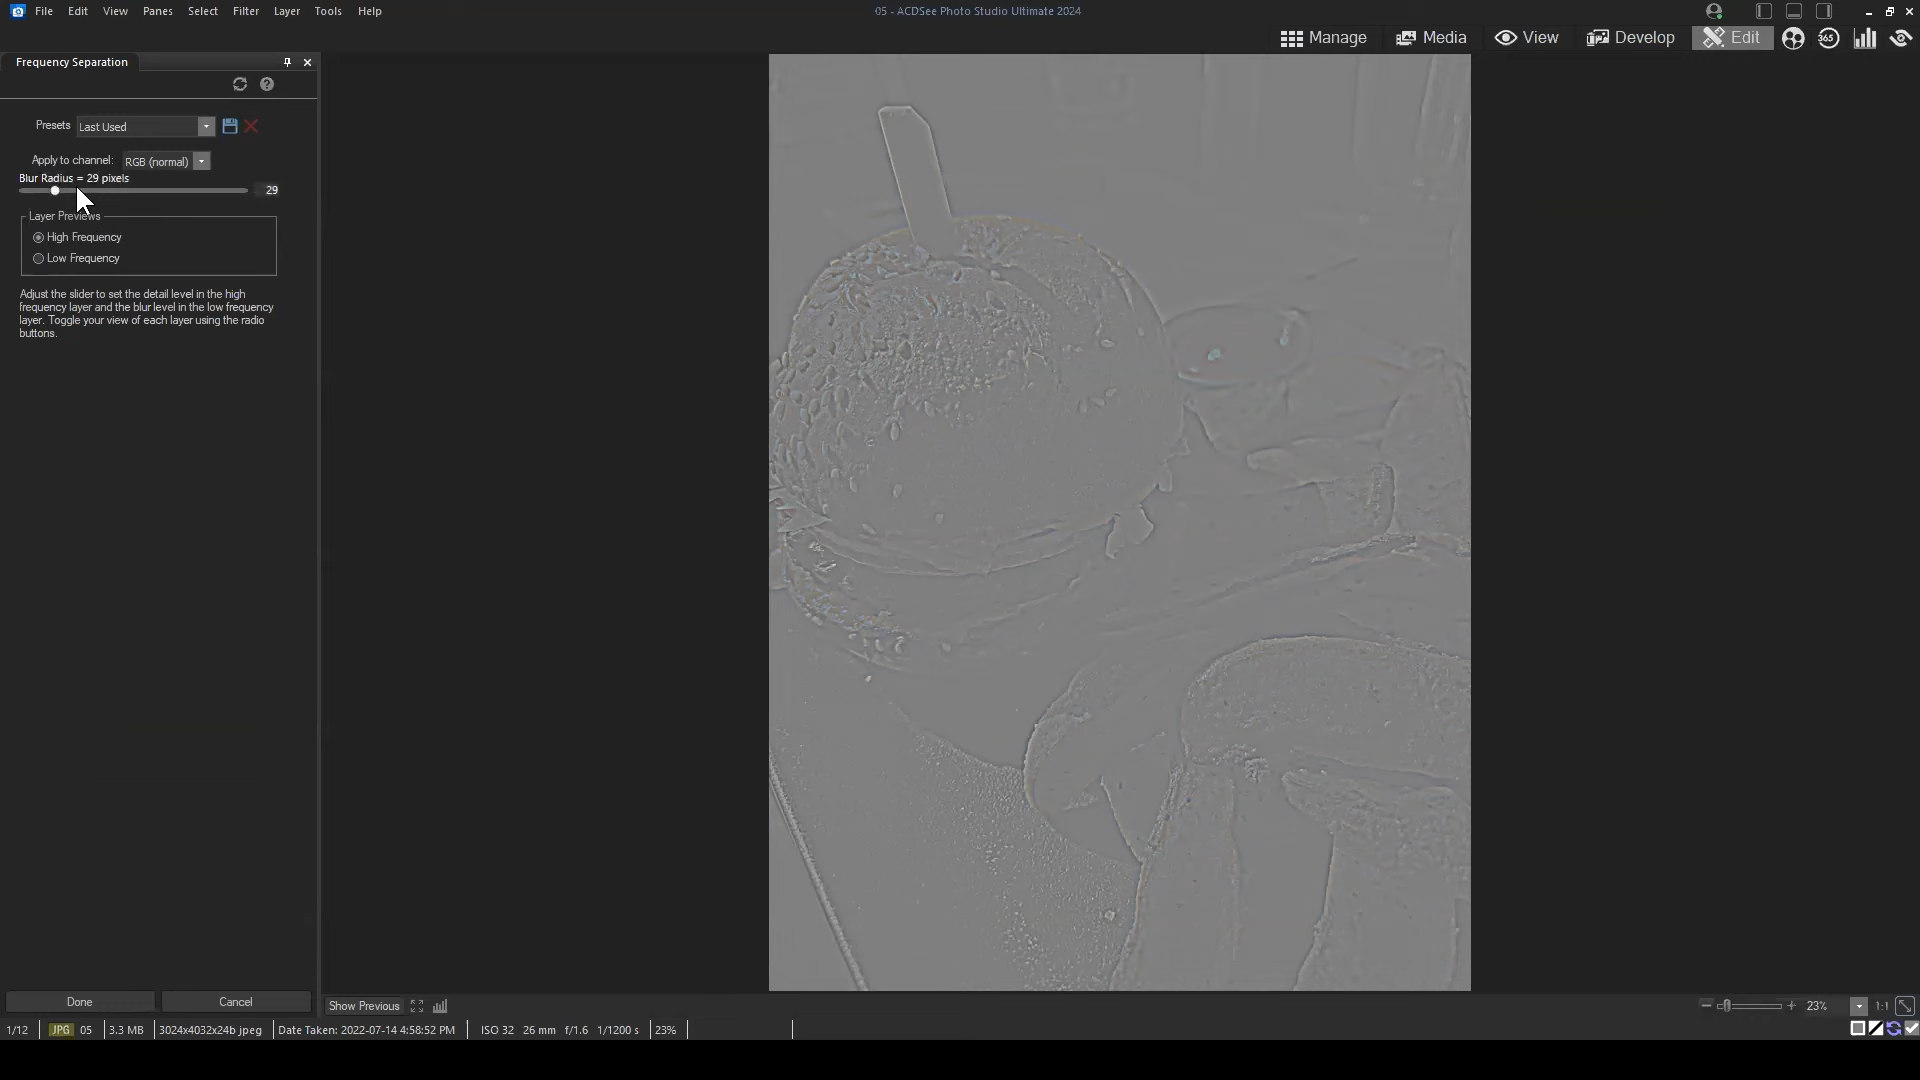 File Edit View Panes Select Filter Layer Tools Help
05 - ACDSee Photo Studio Ultimate 2024
Manage Media View Develop Edit 365
Frequency Separation
Presets Last Used
Apply to channel: RGB (normal)
Blur Radius = 29 pixels
29
Layer Previews
High Frequency
Low Frequency
Adjust the slider to set the detail level in the high
frequency layer and the blur level in the low frequency
layer. Toggle your view of each layer using the radio
buttons.
Done Cancel
Show Previous
23% 1:1
1/12 JPG 05 3.3 MB 3024x4032x24b jpeg Date Taken: 2022-07-14 4:58:52 PM ISO 32 26 mm f/1.6 1/1200 s 23%